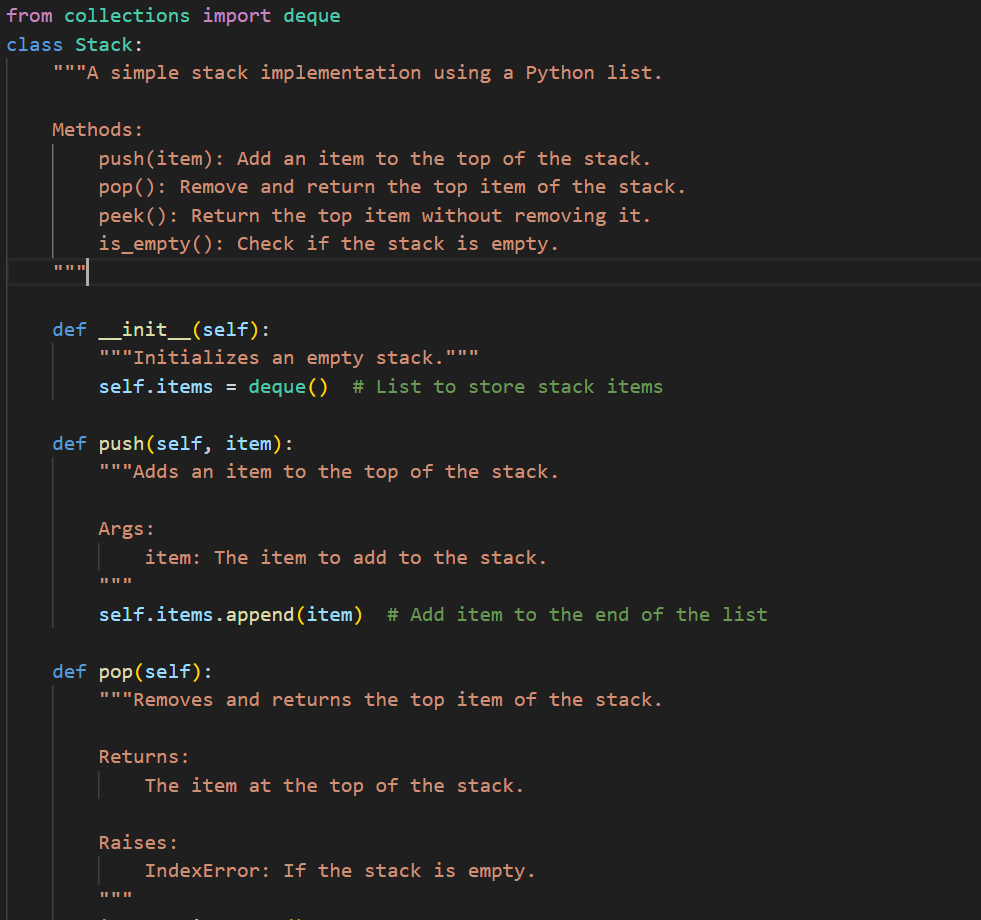 from collections import deque
class Stack:
    """A simple stack implementation using a Python list.

    Methods:
        push(item): Add an item to the top of the stack.
        pop(): Remove and return the top item of the stack.
        peek(): Return the top item without removing it.
        is_empty(): Check if the stack is empty.
    """

    def __init__(self):
        """Initializes an empty stack."""
        self.items = deque()  # List to store stack items

    def push(self, item):
        """Adds an item to the top of the stack.

        Args:
            item: The item to add to the stack.
        """
        self.items.append(item)  # Add item to the end of the list

    def pop(self):
        """Removes and returns the top item of the stack.

        Returns:
            The item at the top of the stack.

        Raises:
            IndexError: If the stack is empty.
        """